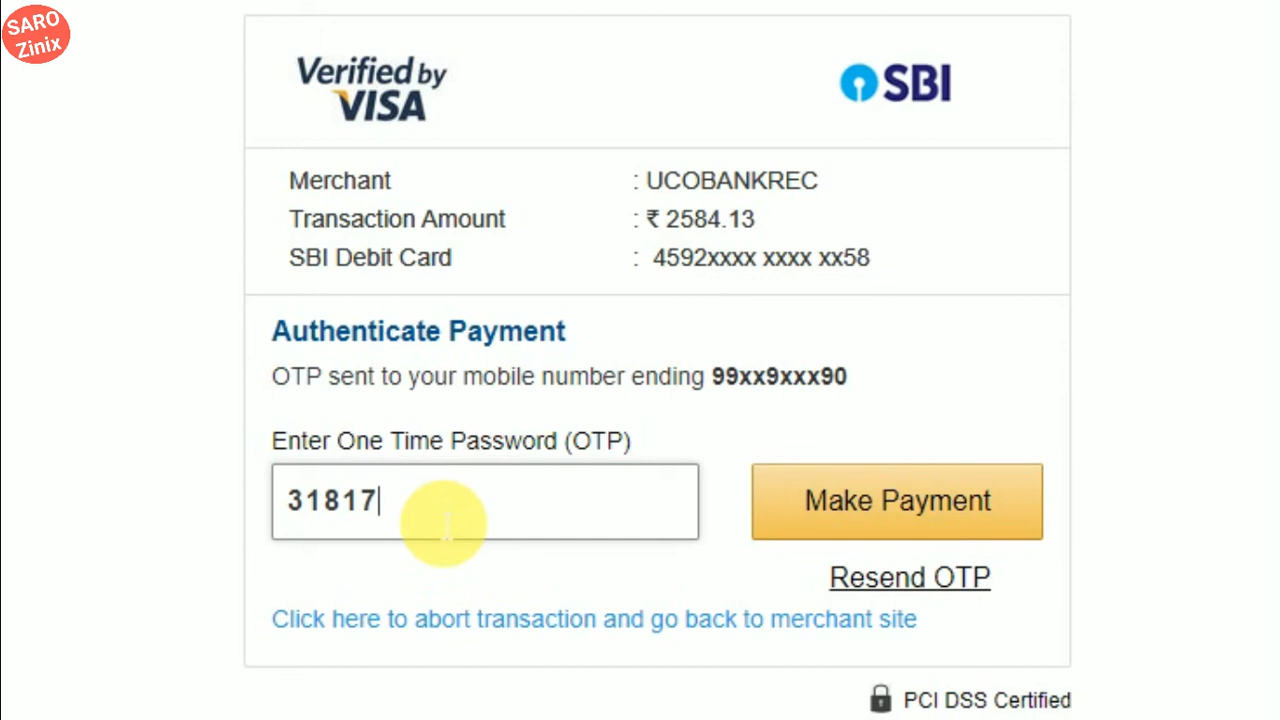 SARO
Zinix
Verified by
VISA
SBI
Merchant : UCOBANKREC
Transaction Amount : ₹ 2584.13
SBI Debit Card : 4592xxxx xxxx xx58
Authenticate Payment
OTP sent to your mobile number ending 99xx9xxx90
Enter One Time Password (OTP)
31817
Make Payment
Resend OTP
Click here to abort transaction and go back to merchant site
PCI DSS Certified